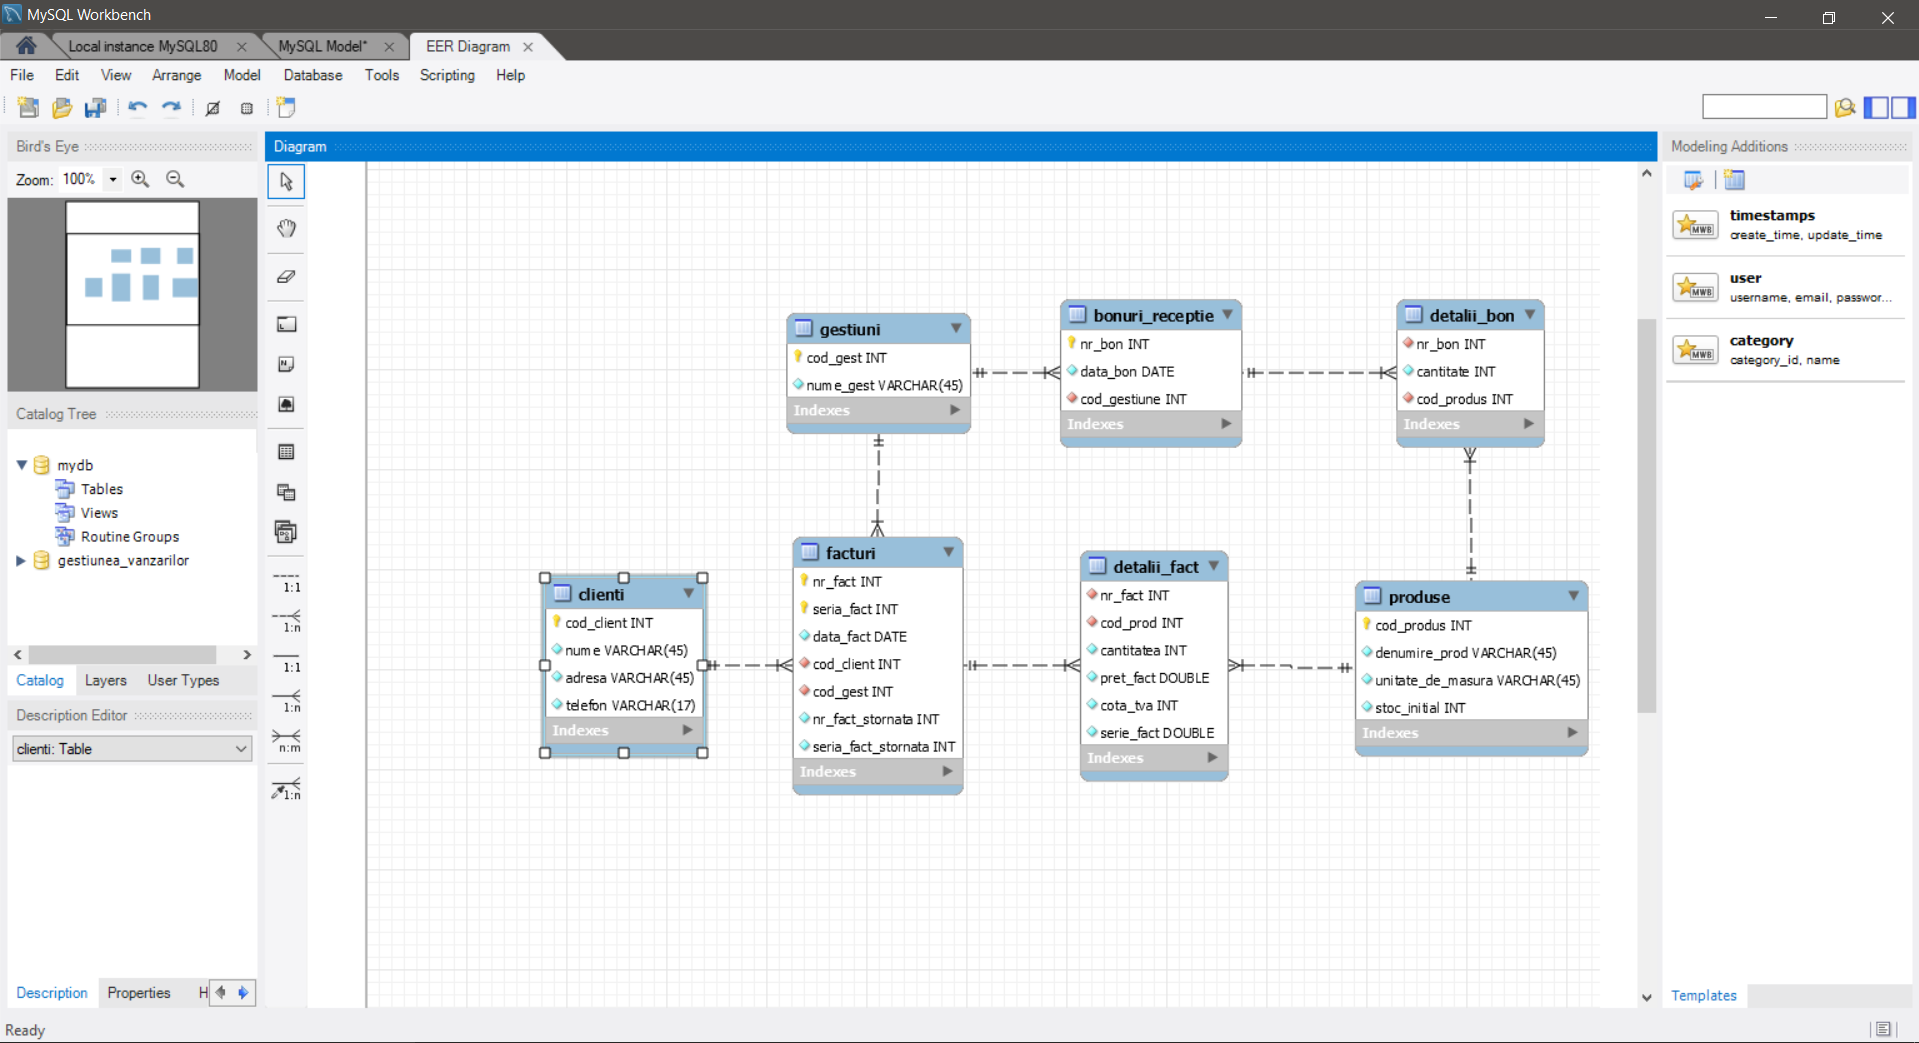 MySQL Workbench
Local instance MySQL80
MySQL Model*
EER Diagram
File Edit View Arrange Model Database Tools Scripting Help
Bird's Eye
Zoom: 100%
Catalog Tree
mydb
Tables
Views
Routine Groups
gestiunea_vanzarilor
Catalog Layers User Types
Description Editor
clienti: Table
Description Properties H
Ready
1:1
1:n
1:1
1:n
n:m
1:n
Diagram
gestiuni
cod_gest INT
nume_gest VARCHAR(45)
Indexes
bonuri_receptie
nr_bon INT
data_bon DATE
cod_gestiune INT
Indexes
detalii_bon
nr_bon INT
cantitate INT
cod_produs INT
Indexes
clienti
cod_client INT
nume VARCHAR(45)
adresa VARCHAR(45)
telefon VARCHAR(17)
Indexes
facturi
nr_fact INT
seria_fact INT
data_fact DATE
cod_client INT
cod_gest INT
nr_fact_stornata INT
seria_fact_stornata INT
Indexes
detalii_fact
nr_fact INT
cod_prod INT
cantitatea INT
pret_fact DOUBLE
cota_tva INT
serie_fact DOUBLE
Indexes
produse
cod_produs INT
denumire_prod VARCHAR(45)
unitate_de_masura VARCHAR(45)
stoc_initial INT
Indexes
Modeling Additions
MWB
timestamps
create_time, update_time
MWB
user
username, email, passwor...
MWB
category
category_id, name
Templates